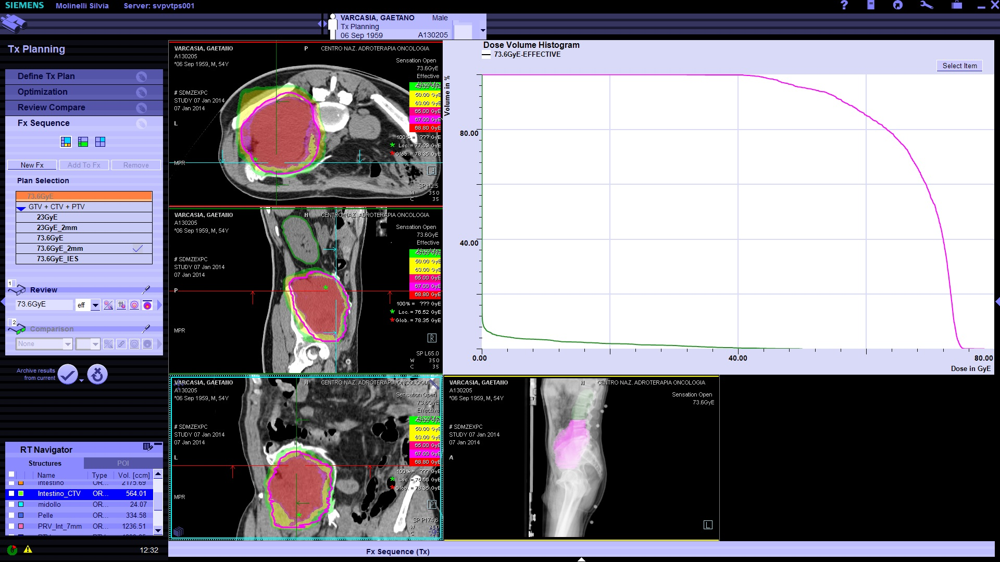 SIEMENS Molinelli Silvia Server: svpvtps001
VARCASIA, GAETANO Male
Tx Planning
06 Sep 1959 A130205
Tx Planning
Define Tx Plan
Optimization
Review Compare
Fx Sequence
New Fx Add To Fx Remove
Plan Selection
73.6GyE
GTV + CTV + PTV
23GyE
23GyE_2mm
73.6GyE
73.6GyE_2mm
73.6GyE_IES
1
Review
73.6GyE eff
2
Comparison
None
Archive results
from current
RT Navigator
Structures POI
Name Type Vol. [ccm]
Intestino OR... 2175.69
Intestino_CTV OR... 564.01
midollo OR... 24.07
Pelle OR... 334.58
PRV_Int_7mm OR... 1236.51
12:32
VARCASIA, GAETANO P CENTRO NAZ. ADROTERAPIA ONCOLOGIA
A130205
*06 Sep 1959, M, 54Y
Sensation Open
73.6GyE
Effective
Absolute
# SDMZEXPC
STUDY 07 Jan 2014
07 Jan 2014
50.00 GyE
63.00 GyE
65.00 GyE
67.00 GyE
68.80 GyE
L
100% = ??? GyE
Loc. = 77.09 GyE
Glob. = 78.35 GyE
MPR
F
SP H2.5
W 350
C 35
VARCASIA, GAETANO H CENTRO NAZ. ADROTERAPIA ONCOLOGIA
A130205
*06 Sep 1959, M, 54Y
Sensation Open
73.6GyE
Effective
Absolute
# SDMZEXPC
STUDY 07 Jan 2014
07 Jan 2014
50.00 GyE
63.00 GyE
65.00 GyE
67.00 GyE
68.80 GyE
P
100% = ??? GyE
Loc. = 76.52 GyE
Glob. = 78.35 GyE
MPR
R
SP L65.0
W 350
C 35
VARCASIA, GAETANO H CENTRO NAZ. ADROTERAPIA ONCOLOGIA
A130205
*06 Sep 1959, M, 54Y
Sensation Open
73.6GyE
Effective
Absolute
# SDMZEXPC
STUDY 07 Jan 2014
07 Jan 2014
50.00 GyE
63.00 GyE
65.00 GyE
67.00 GyE
68.80 GyE
L
100% = ??? GyE
Loc. = 76.66 GyE
Glob. = 78.35 GyE
MPR
P
SP P174.6
W 350
C 35
Dose Volume Histogram
73.6GyE-EFFECTIVE
Select Item
Volume in %
80.00
40.00
0.00 40.00 80.00
Dose in GyE
VARCASIA, GAETANO H CENTRO NAZ. ADROTERAPIA ONCOLOGIA
A130205
*06 Sep 1959, M, 54Y
Sensation Open
73.6GyE
# SDMZEXPC
STUDY 07 Jan 2014
07 Jan 2014
A
L
Fx Sequence (Tx)